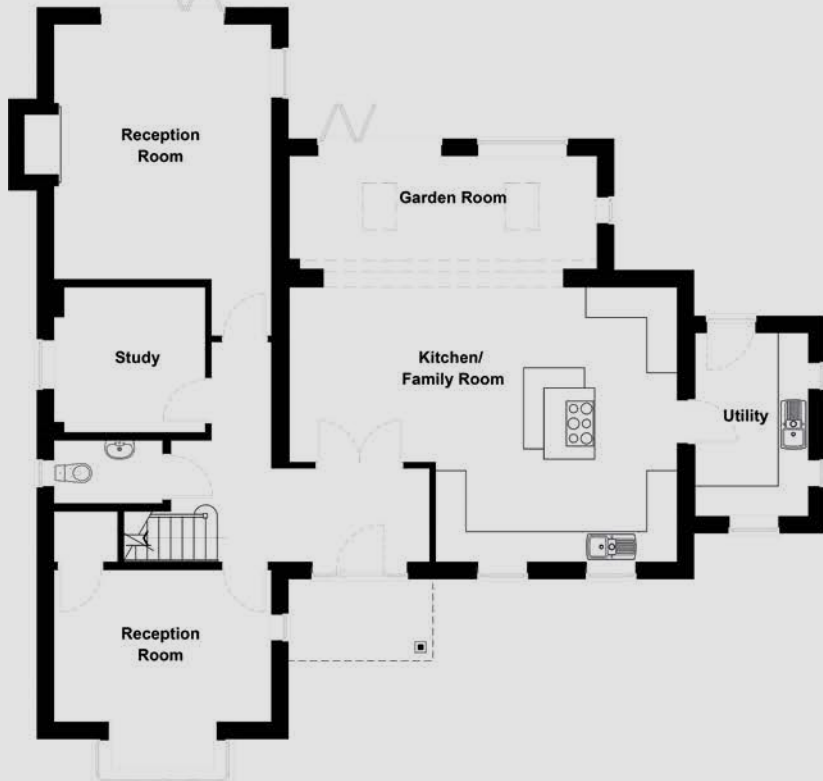 Reception
Room
Garden Room
Study
Kitchen/
Family Room
Utility
Reception
Room